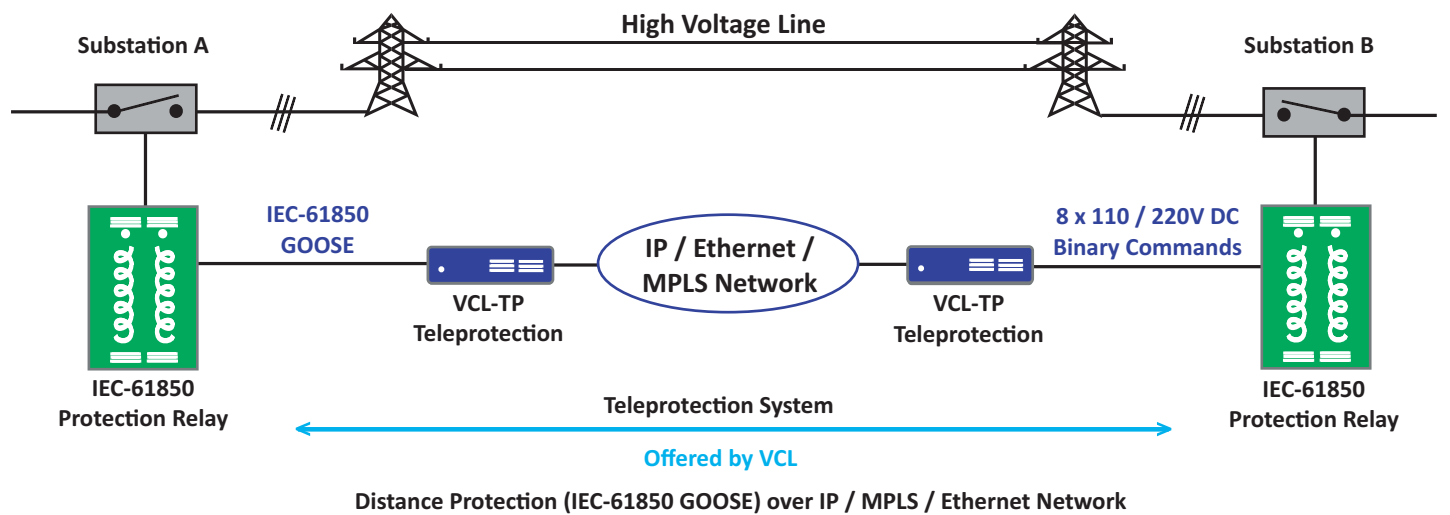 High Voltage Line
Substation A
Substation B
IEC-61850
GOOSE
8 x 110 / 220V DC
Binary Commands
IP / Ethernet /
MPLS Network
VCL-TP
Teleprotection
VCL-TP
Teleprotection
IEC-61850
Protection Relay
IEC-61850
Protection Relay
Teleprotection System
Offered by VCL
Distance Protection (IEC-61850 GOOSE) over IP / MPLS / Ethernet Network